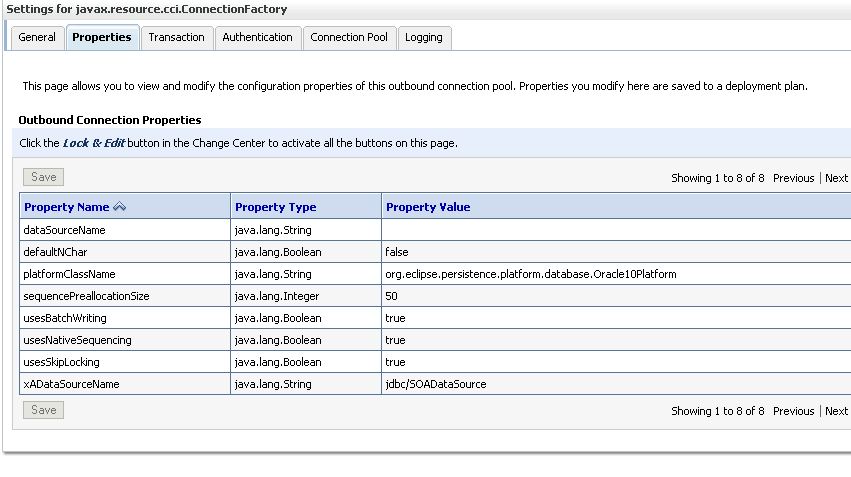 Settings for javax.resource.cci.ConnectionFactory
General Properties Transaction Authentication Connection Pool Logging
This page allows you to view and modify the configuration properties of this outbound connection pool. Properties you modify here are saved to a deployment plan.
Outbound Connection Properties
Click the Lock & Edit button in the Change Center to activate all the buttons on this page.
Save Showing 1 to 8 of 8 Previous | Next
Property Name Property Type Property Value
dataSourceName java.lang.String
defaultNChar java.lang.Boolean false
platformClassName java.lang.String org.eclipse.persistence.platform.database.Oracle10Platform
sequencePreallocationSize java.lang.Integer 50
usesBatchWriting java.lang.Boolean true
usesNativeSequencing java.lang.Boolean true
usesSkipLocking java.lang.Boolean true
xADataSourceName java.lang.String jdbc/SOADataSource
Save Showing 1 to 8 of 8 Previous | Next